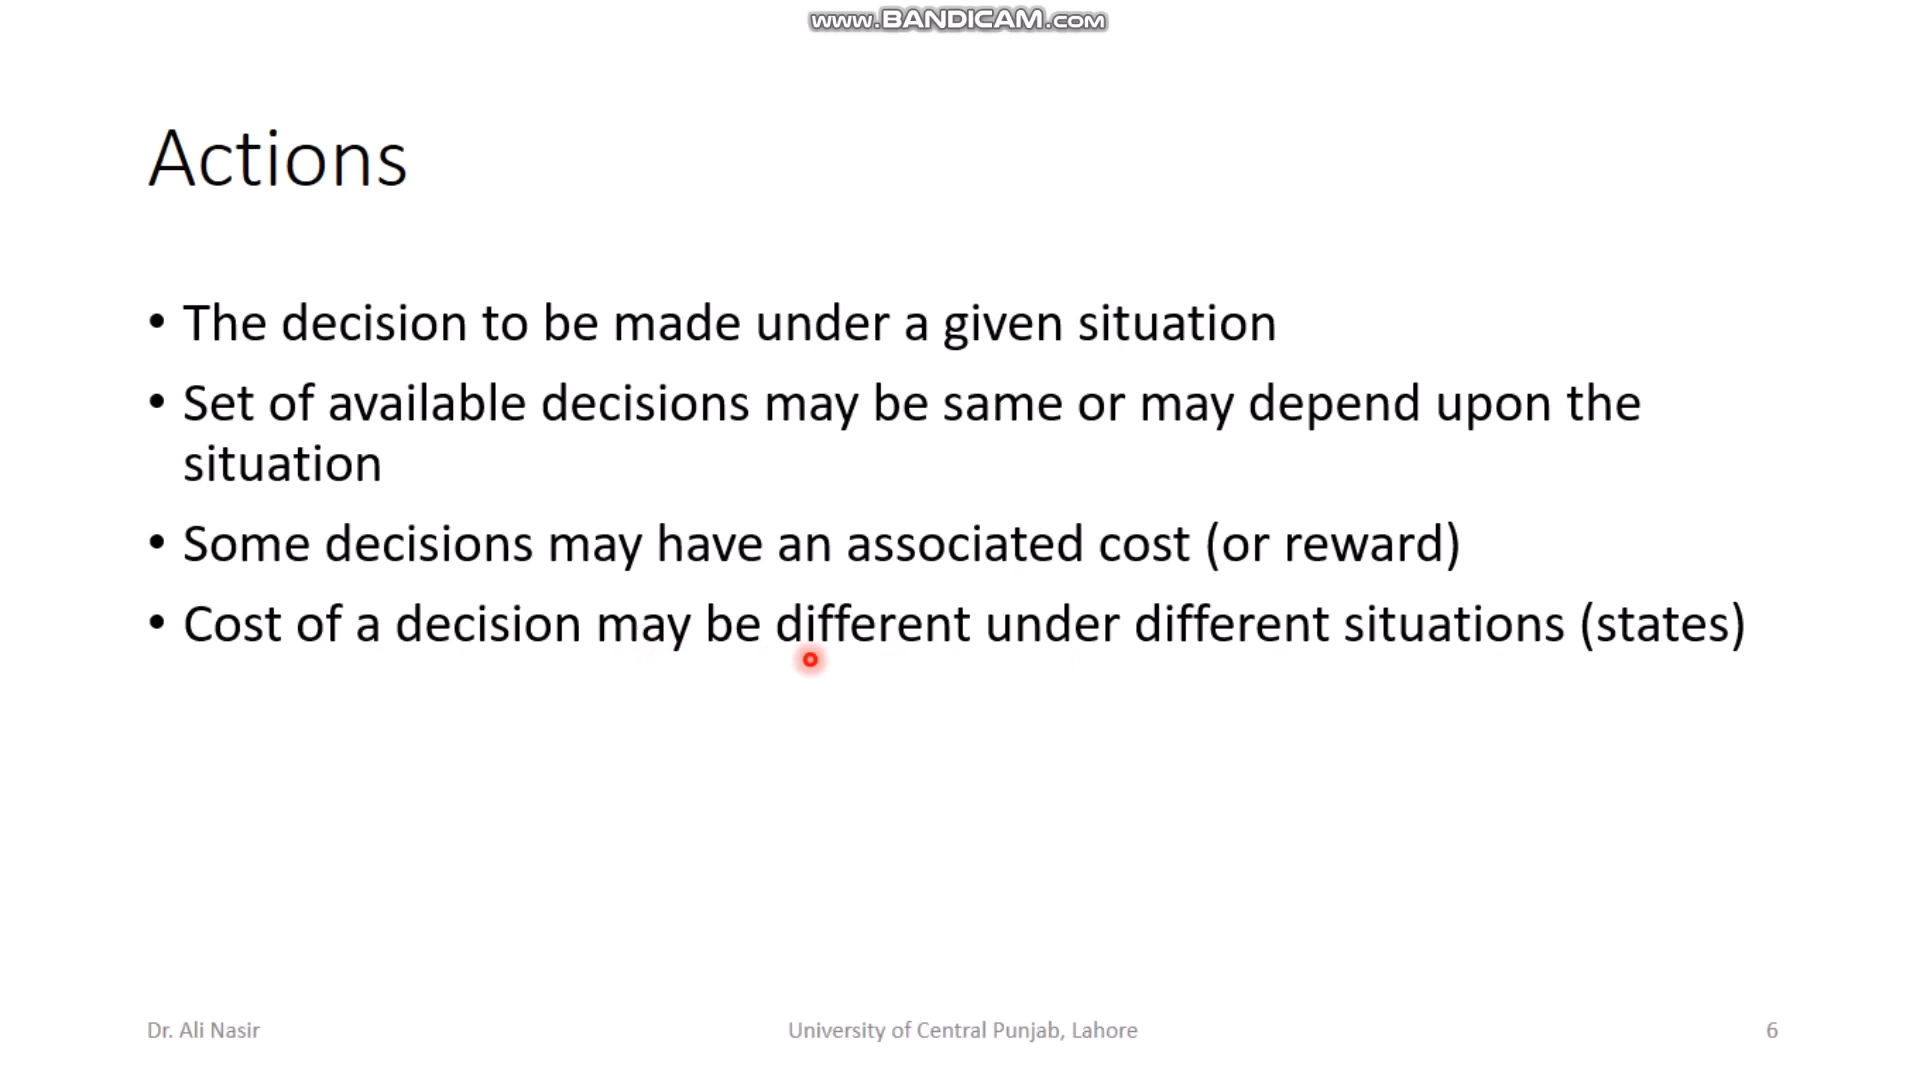 www.BANDICAM.com
Actions
• The decision to be made under a given situation
• Set of available decisions may be same or may depend upon the
situation
• Some decisions may have an associated cost (or reward)
• Cost of a decision may be different under different situations (states)
Dr. Ali Nasir
University of Central Punjab, Lahore
6